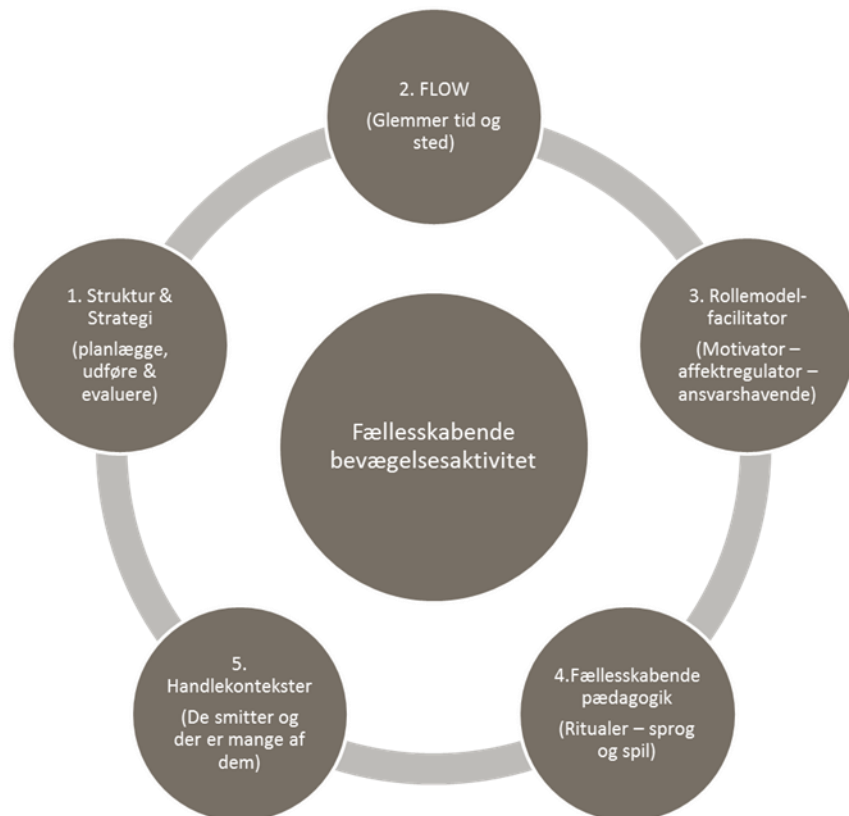 2. FLOW
(Glemmer tid og
sted)
1. Struktur &
Strategi
(planlægge,
udføre &
evaluere)
3. Rollemodel-
facilitator
(Motivator –
affektregulator –
ansvarshavende)
Fællesskabende
bevægelsesaktivitet
5.
Handlekontekster
(De smitter og
der er mange af
dem)
4.Fællesskabende
pædagogik
(Ritualer – sprog
og spil)